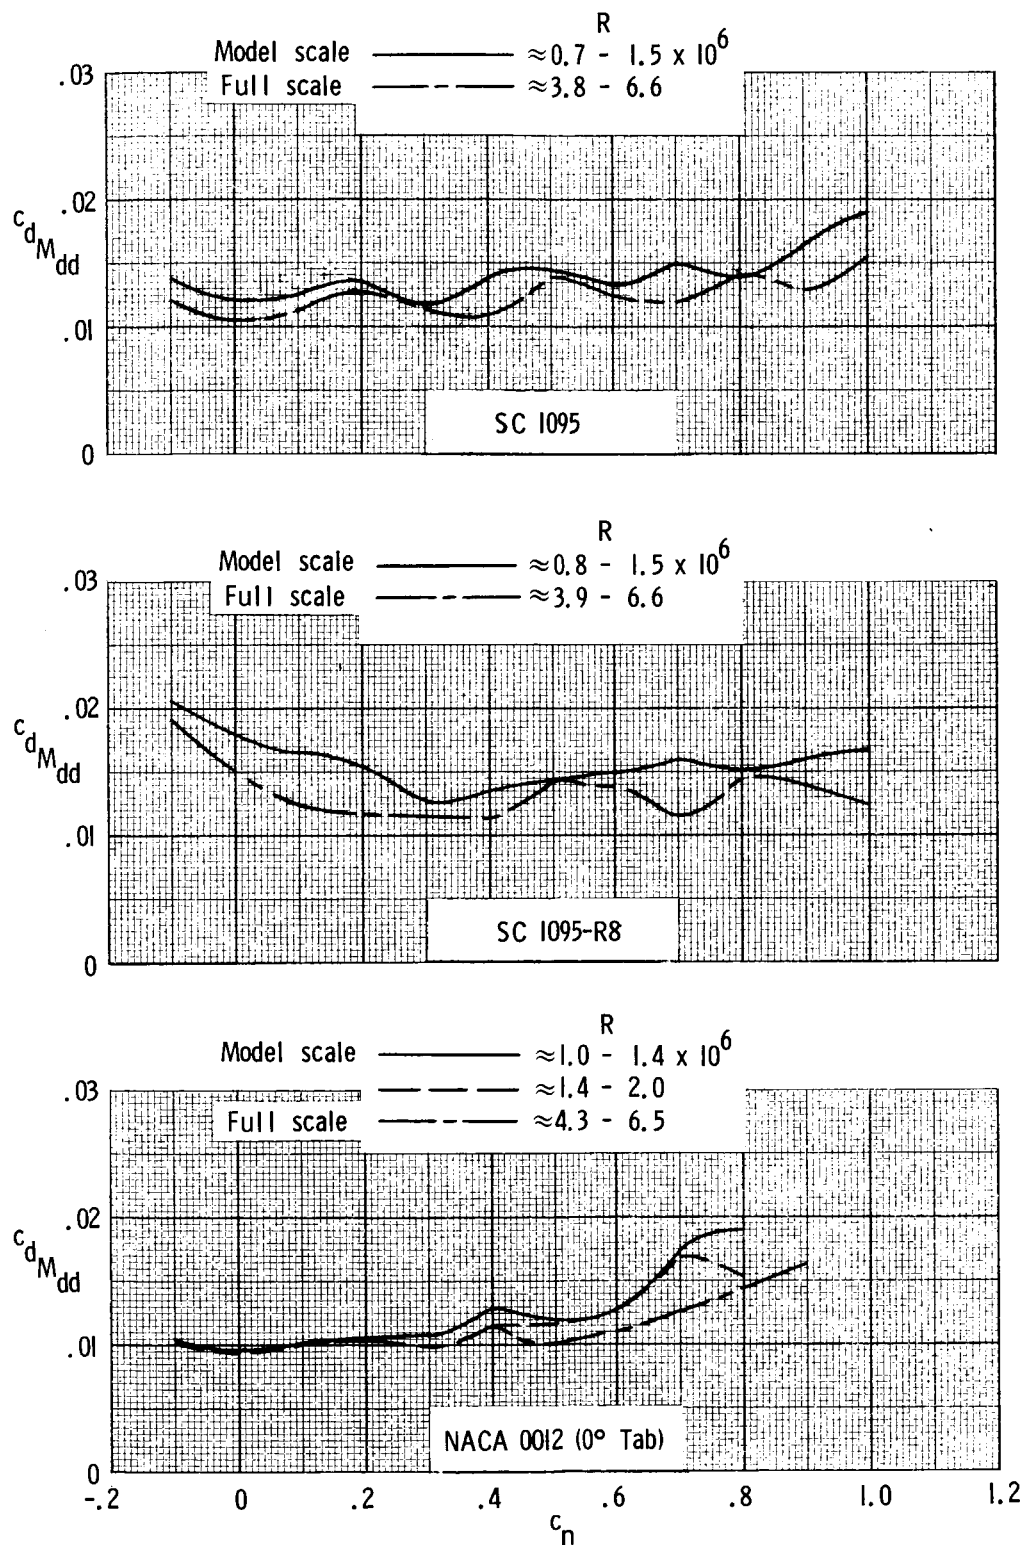 R
Model scale ≈0.7 - 1.5 x 10^6
Full scale ≈3.8 - 6.6
.03
.02
c_d_M_dd
.01
0
SC 1095
R
Model scale ≈0.8 - 1.5 x 10^6
Full scale ≈3.9 - 6.6
.03
.02
c_d_M_dd
.01
0
SC 1095-R8
R
Model scale ≈1.0 - 1.4 x 10^6
≈1.4 - 2.0
Full scale ≈4.3 - 6.5
.03
.02
c_d_M_dd
.01
0
NACA 0012 (0° Tab)
-.2 0 .2 .4 .6 .8 1.0 1.2
c_n